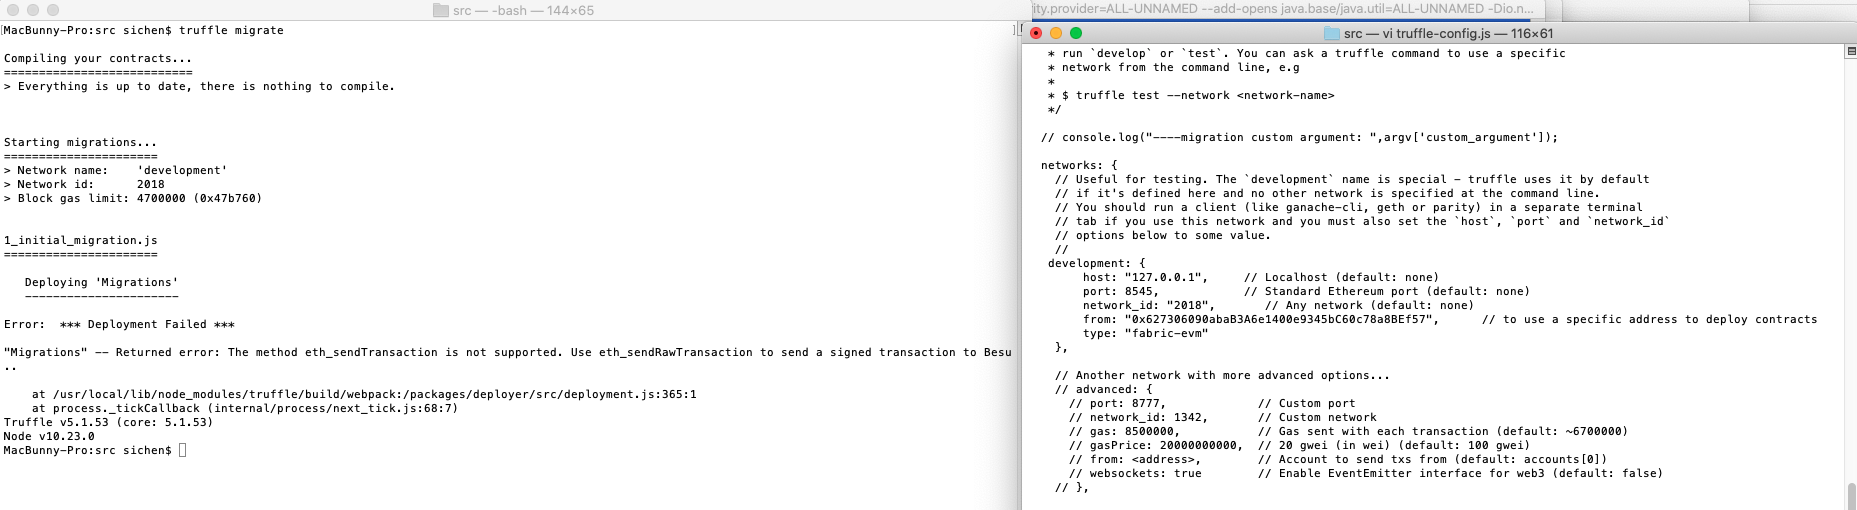 src — -bash — 144×65
[MacBunny-Pro:src sichen$ truffle migrate ]
Compiling your contracts...
===========================
> Everything is up to date, there is nothing to compile.
Starting migrations...
======================
> Network name:    'development'
> Network id:      2018
> Block gas limit: 4700000 (0x47b760)
1_initial_migration.js
======================
   Deploying 'Migrations'
   ----------------------
Error:  *** Deployment Failed ***
"Migrations" -- Returned error: The method eth_sendTransaction is not supported. Use eth_sendRawTransaction to send a signed transaction to Besu
..
    at /usr/local/lib/node_modules/truffle/build/webpack:/packages/deployer/src/deployment.js:365:1
    at process._tickCallback (internal/process/next_tick.js:68:7)
Truffle v5.1.53 (core: 5.1.53)
Node v10.23.0
MacBunny-Pro:src sichen$
ity.provider=ALL-UNNAMED --add-opens java.base/java.util=ALL-UNNAMED -Dio.n...
src — vi truffle-config.js — 116×61
 * run `develop` or `test`. You can ask a truffle command to use a specific
 * network from the command line, e.g
 *
 * $ truffle test --network <network-name>
 */
// console.log("----migration custom argument: ",argv['custom_argument']);
networks: {
  // Useful for testing. The `development` name is special - truffle uses it by default
  // if it's defined here and no other network is specified at the command line.
  // You should run a client (like ganache-cli, geth or parity) in a separate terminal
  // tab if you use this network and you must also set the `host`, `port` and `network_id`
  // options below to some value.
  //
 development: {
      host: "127.0.0.1",     // Localhost (default: none)
      port: 8545,            // Standard Ethereum port (default: none)
      network_id: "2018",       // Any network (default: none)
      from: "0x627306090abaB3A6e1400e9345bC60c78a8BEf57",      // to use a specific address to deploy contracts
      type: "fabric-evm"
  },
  // Another network with more advanced options...
  // advanced: {
    // port: 8777,             // Custom port
    // network_id: 1342,       // Custom network
    // gas: 8500000,           // Gas sent with each transaction (default: ~6700000)
    // gasPrice: 20000000000,  // 20 gwei (in wei) (default: 100 gwei)
    // from: <address>,        // Account to send txs from (default: accounts[0])
    // websockets: true        // Enable EventEmitter interface for web3 (default: false)
  // },